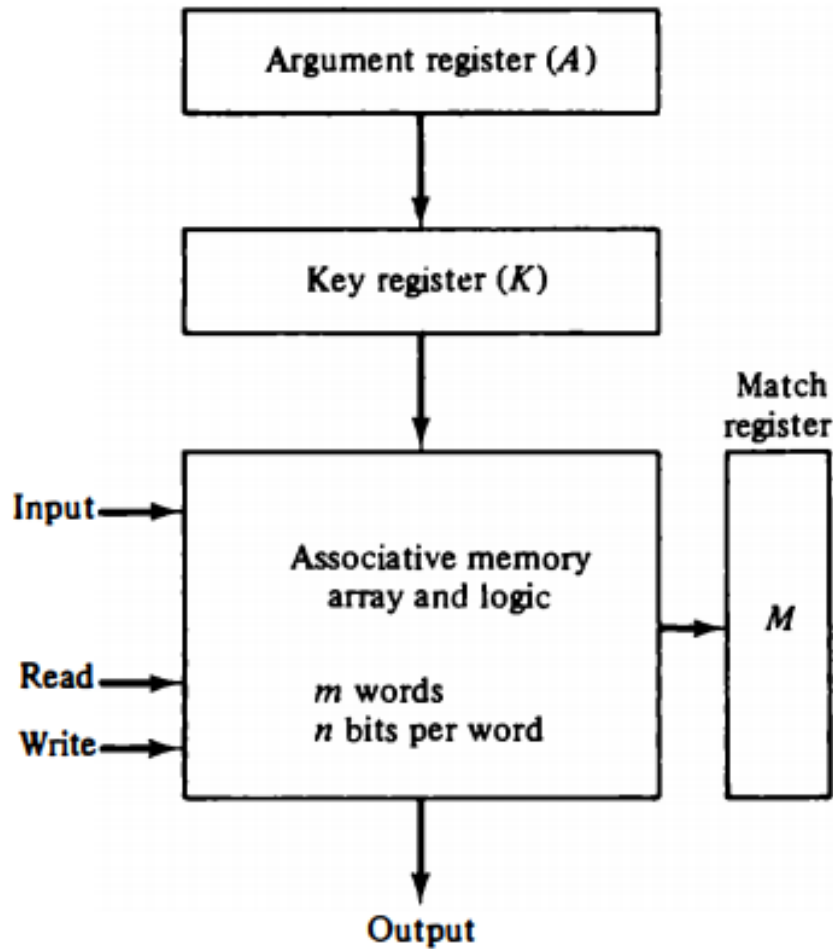 Argument register (A)
Key register (K)
Match
register
Input
Associative memory
array and logic
M
Read
m words
n bits per word
Write
Output